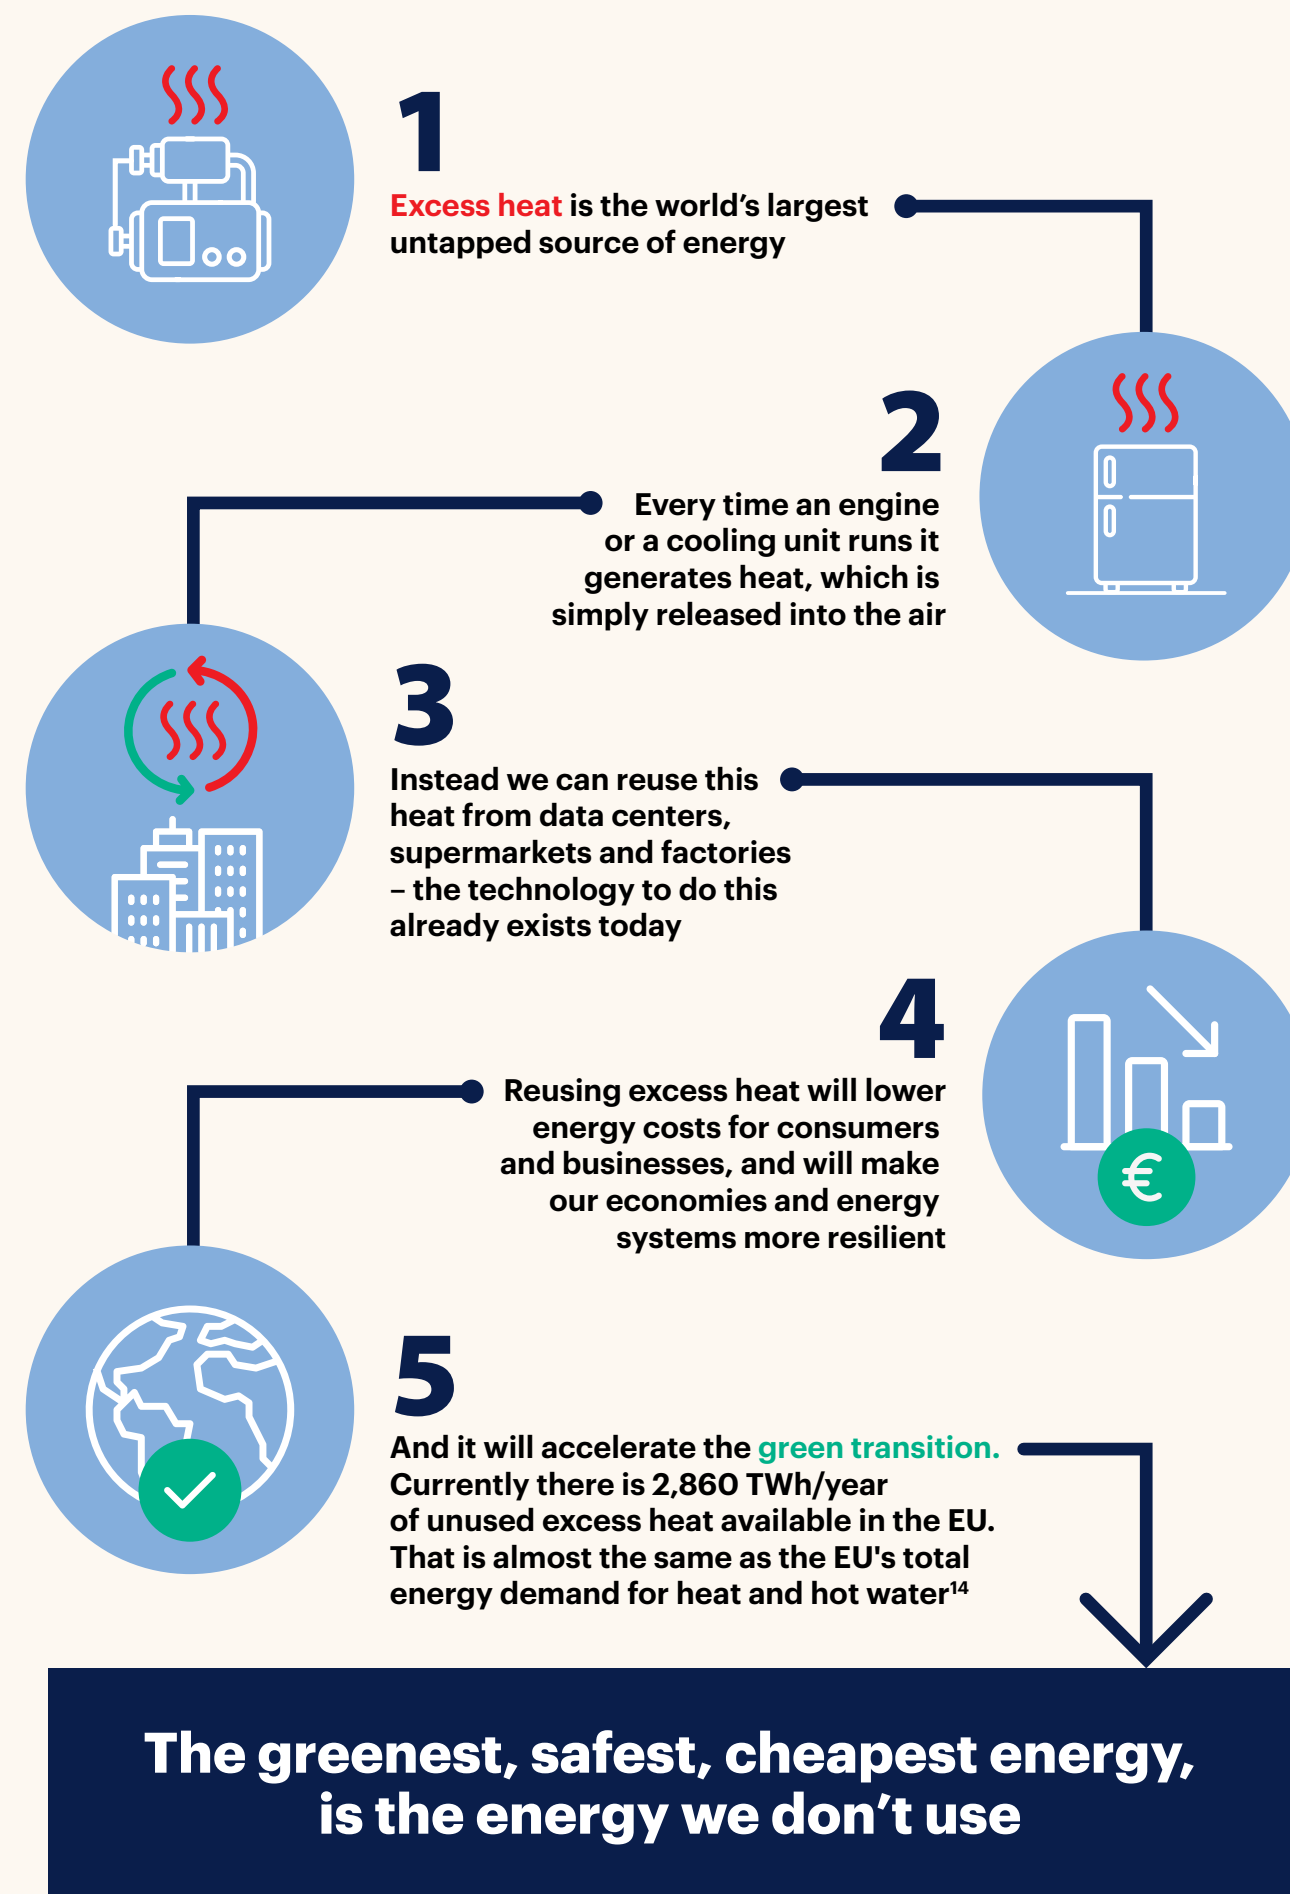 1
Excess heat is the world’s largest
untapped source of energy
2
Every time an engine
or a cooling unit runs it
generates heat, which is
simply released into the air
3
Instead we can reuse this
heat from data centers,
supermarkets and factories
– the technology to do this
already exists today
4
Reusing excess heat will lower
energy costs for consumers
and businesses, and will make
our economies and energy
systems more resilient
€
5
And it will accelerate the green transition.
Currently there is 2,860 TWh/year
of unused excess heat available in the EU.
That is almost the same as the EU's total
energy demand for heat and hot water¹⁴
The greenest, safest, cheapest energy,
is the energy we don’t use